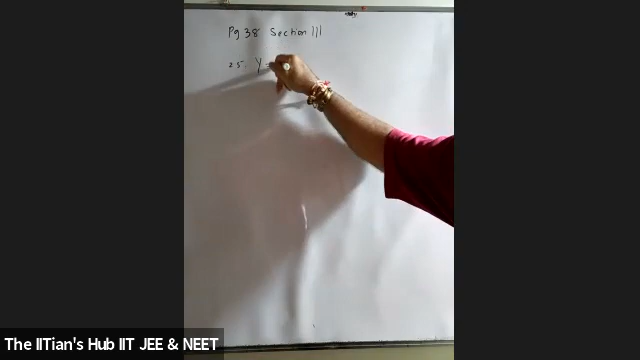 Pg 38 Section III
25. Y =
The IITian's Hub IIT JEE & NEET